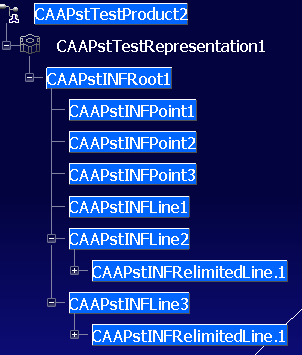 CAAPstTestProduct2
CAAPstTestRepresentation1
CAAPstINFRoot1
CAAPstINFPoint1
CAAPstINFPoint2
CAAPstINFPoint3
CAAPstINFLine1
CAAPstINFLine2
CAAPstINFRelimitedLine.1
CAAPstINFLine3
CAAPstINFRelimitedLine.1